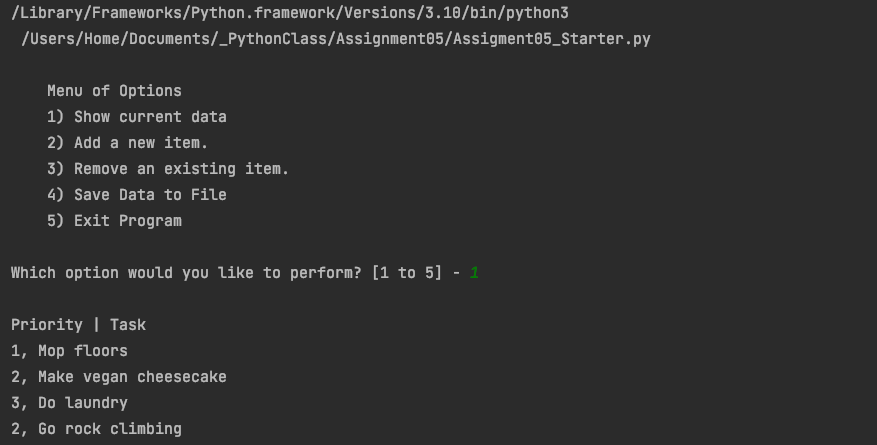 /Library/Frameworks/Python.framework/Versions/3.10/bin/python3
/Users/Home/Documents/_PythonClass/Assignment05/Assigment05_Starter.py
Menu of Options
1) Show current data
2) Add a new item.
3) Remove an existing item.
4) Save Data to File
5) Exit Program
Which option would you like to perform? [1 to 5] - 1
Priority | Task
1, Mop floors
2, Make vegan cheesecake
3, Do laundry
2, Go rock climbing